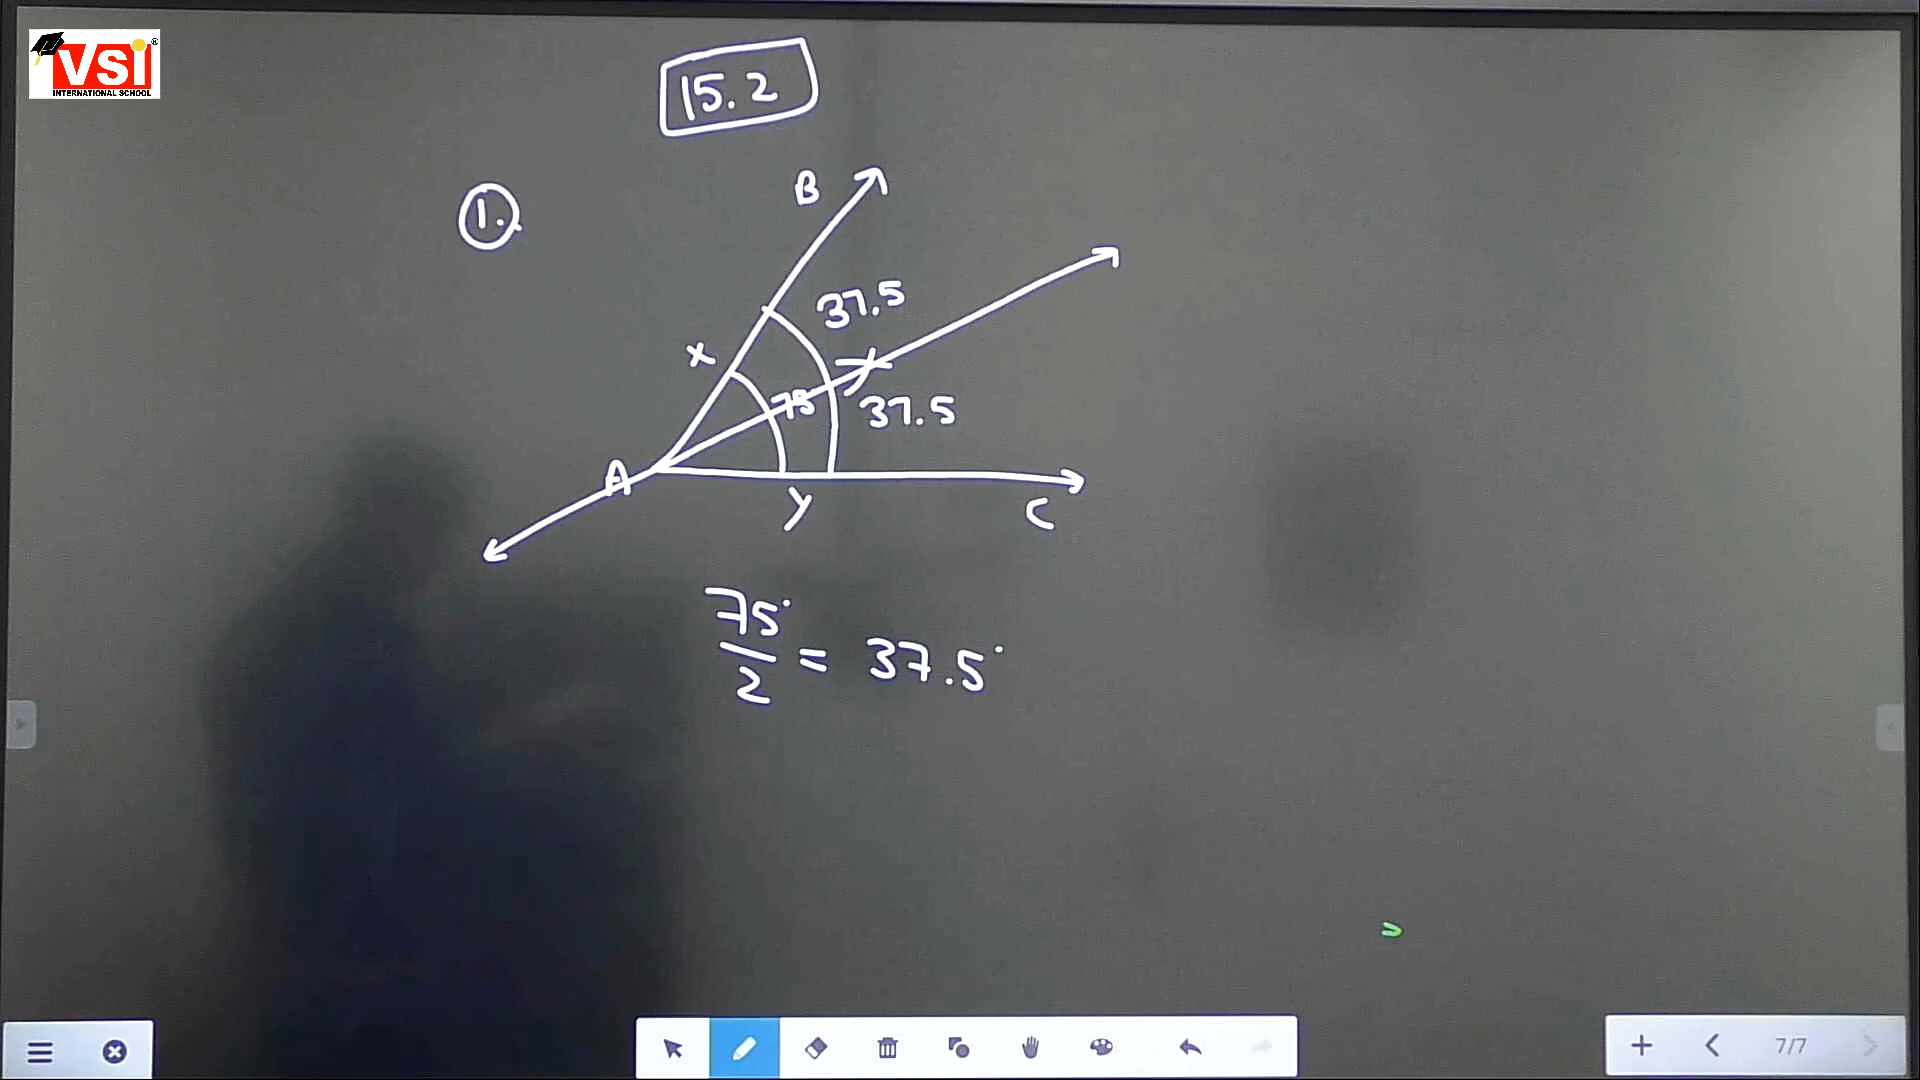 VSI
INTERNATIONAL SCHOOL
15.2
1.
B
37.5
X
75
37.5
A
y
C
75°
2
= 37.5°
7/7